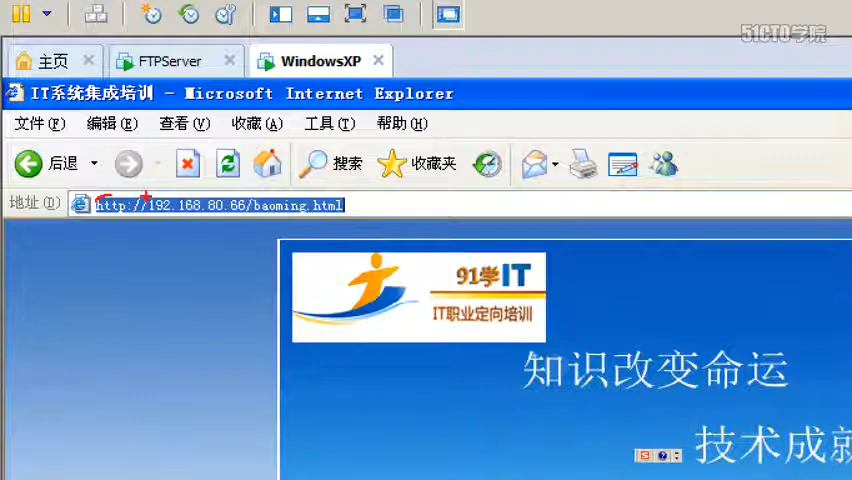 51CTO学院
主页 FTPServer WindowsXP
IT系统集成培训 - Microsoft Internet Explorer
文件(F) 编辑(E) 查看(V) 收藏(A) 工具(T) 帮助(H)
后退 搜索 收藏夹
地址(D) http://192.168.80.66/baoming.html
91学IT
IT职业定向培训
知识改变命运
技术成就